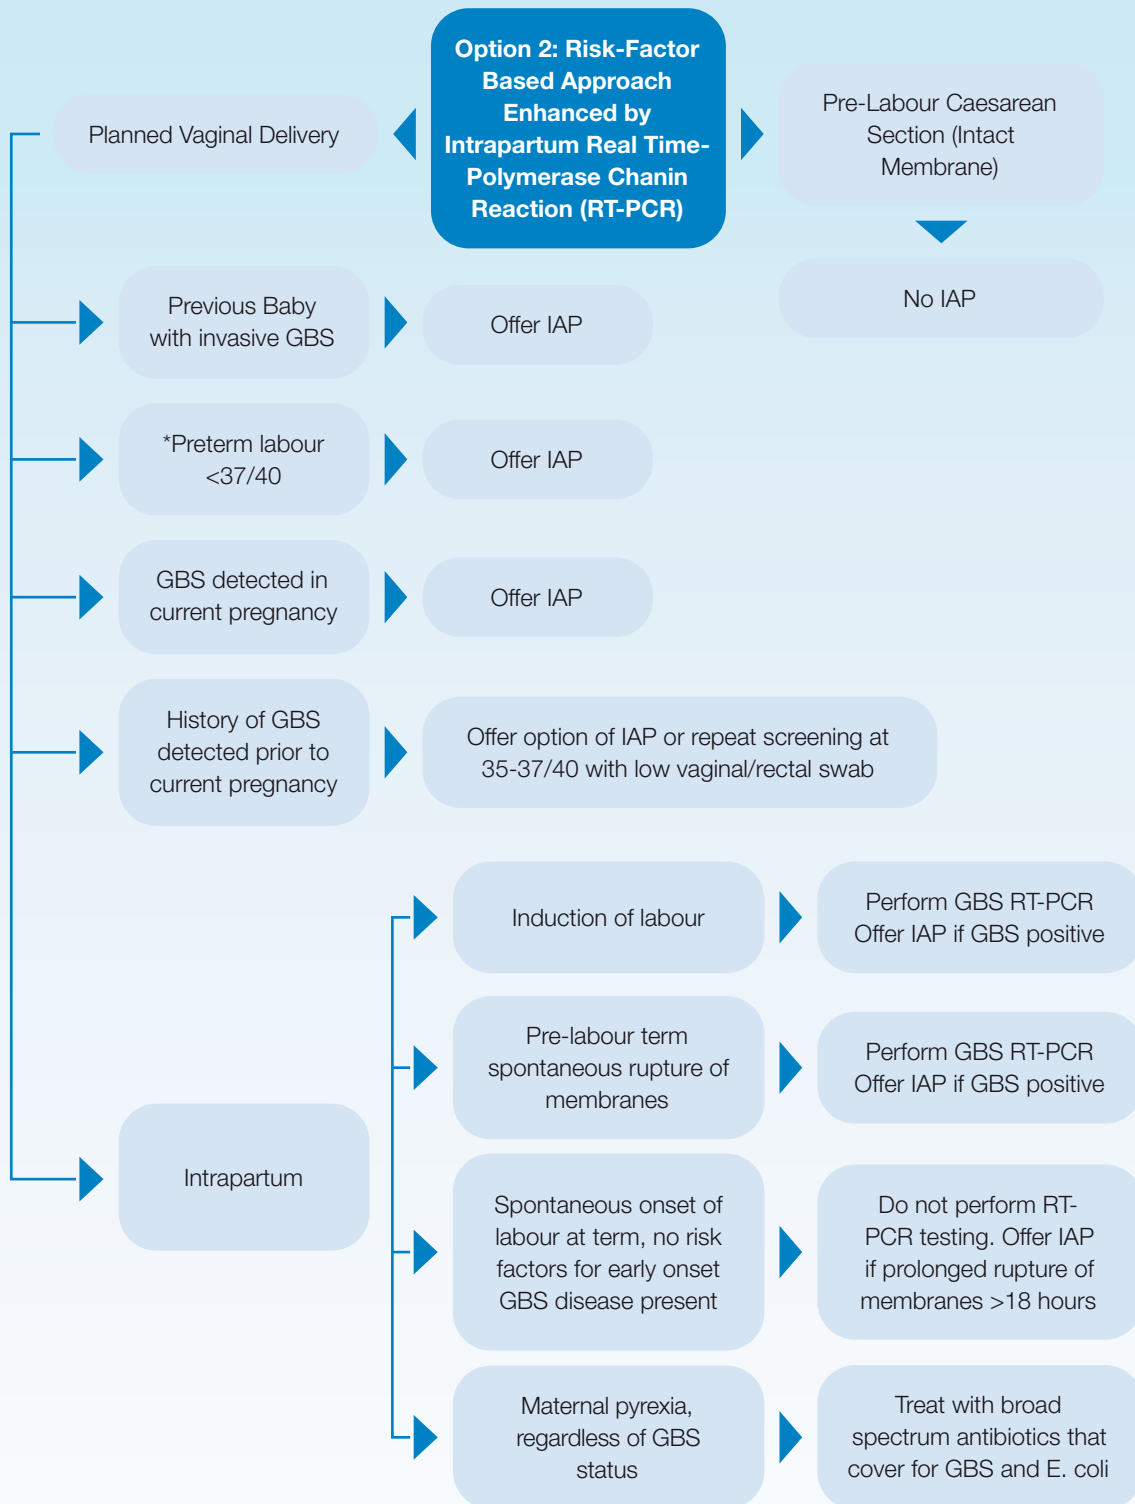 Option 2: Risk-Factor
Based Approach
Enhanced by
Intrapartum Real Time-
Polymerase Chanin
Reaction (RT-PCR)
Planned Vaginal Delivery
Pre-Labour Caesarean
Section (Intact
Membrane)
No IAP
Previous Baby
with invasive GBS
Offer IAP
*Preterm labour
<37/40
Offer IAP
GBS detected in
current pregnancy
Offer IAP
History of GBS
detected prior to
current pregnancy
Offer option of IAP or repeat screening at
35-37/40 with low vaginal/rectal swab
Intrapartum
Induction of labour
Perform GBS RT-PCR
Offer IAP if GBS positive
Pre-labour term
spontaneous rupture of
membranes
Perform GBS RT-PCR
Offer IAP if GBS positive
Spontaneous onset of
labour at term, no risk
factors for early onset
GBS disease present
Do not perform RT-
PCR testing. Offer IAP
if prolonged rupture of
membranes >18 hours
Maternal pyrexia,
regardless of GBS
status
Treat with broad
spectrum antibiotics that
cover for GBS and E. coli